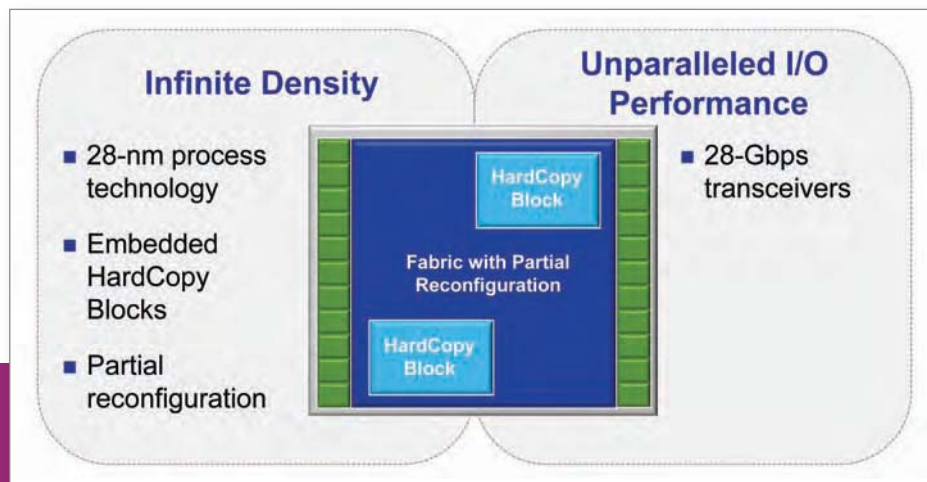 Infinite Density
■ 28-nm process
technology
■ Embedded
HardCopy
Blocks
■ Partial
reconfiguration
Unparalleled I/O
Performance
■ 28-Gbps
transceivers
HardCopy
Block
Fabric with Partial
Reconfiguration
HardCopy
Block